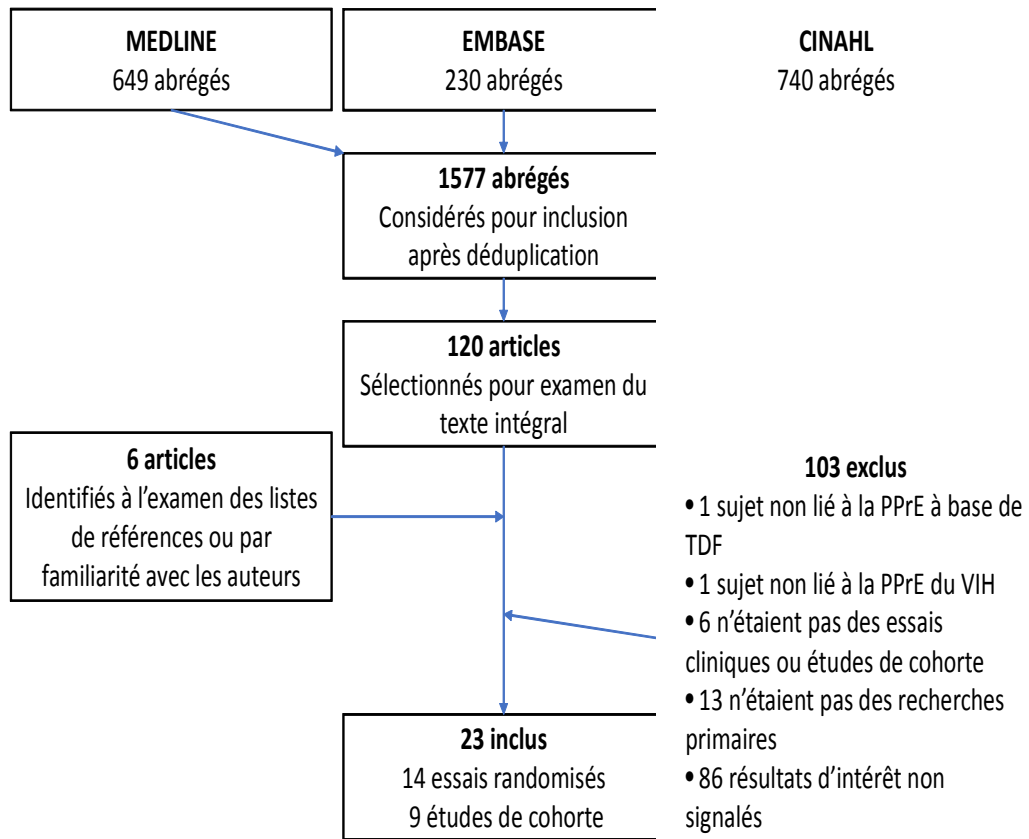 MEDLINE
649 abrégés
EMBASE
230 abrégés
CINAHL
740 abrégés
1577 abrégés
Considérés pour inclusion
après déduplication
120 articles
Sélectionnés pour examen du
texte intégral
6 articles
Identifiés à l’examen des listes
de références ou par
familiarité avec les auteurs
103 exclus
• 1 sujet non lié à la PPrE à base de
TDF
• 1 sujet non lié à la PPrE du VIH
• 6 n’étaient pas des essais
cliniques ou études de cohorte
• 13 n’étaient pas des recherches
primaires
• 86 résultats d’intérêt non
signalés
23 inclus
14 essais randomisés
9 études de cohorte